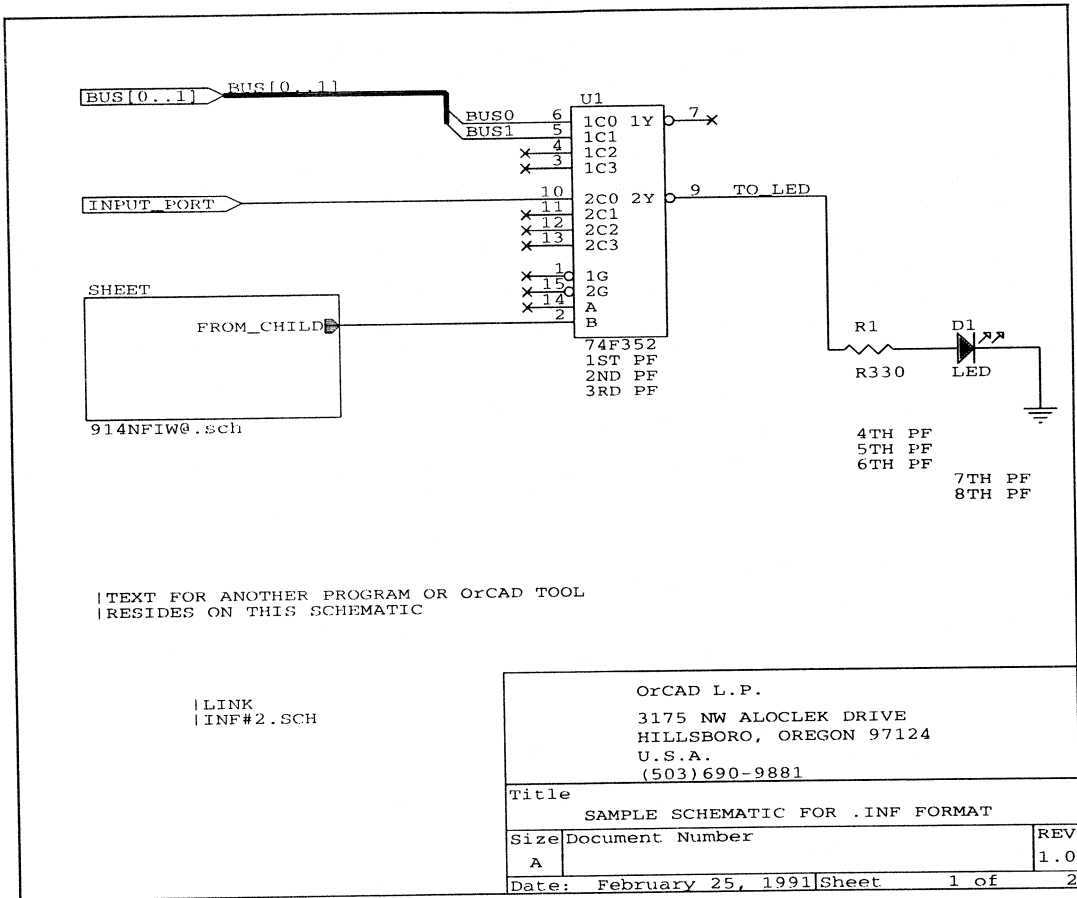 BUS[0..1] BUS[0..1]
U1
BUS0 6 1C0 1Y 7
BUS1 5 1C1
4 1C2
3 1C3
10 2C0 2Y 9 TO_LED
INPUT_PORT
11 2C1
12 2C2
13 2C3
1 1G
15 2G
14 A
2 B
SHEET
FROM_CHILD
914NFIW@.sch
74F352
1ST PF
2ND PF
3RD PF
R1 D1
R330 LED
4TH PF
5TH PF
6TH PF
7TH PF
8TH PF
|TEXT FOR ANOTHER PROGRAM OR OrCAD TOOL
|RESIDES ON THIS SCHEMATIC
|LINK
|INF#2.SCH
OrCAD L.P.
3175 NW ALOCLEK DRIVE
HILLSBORO, OREGON 97124
U.S.A.
(503)690-9881
Title
SAMPLE SCHEMATIC FOR .INF FORMAT
Size Document Number REV
A 1.0
Date: February 25, 1991 Sheet 1 of 2